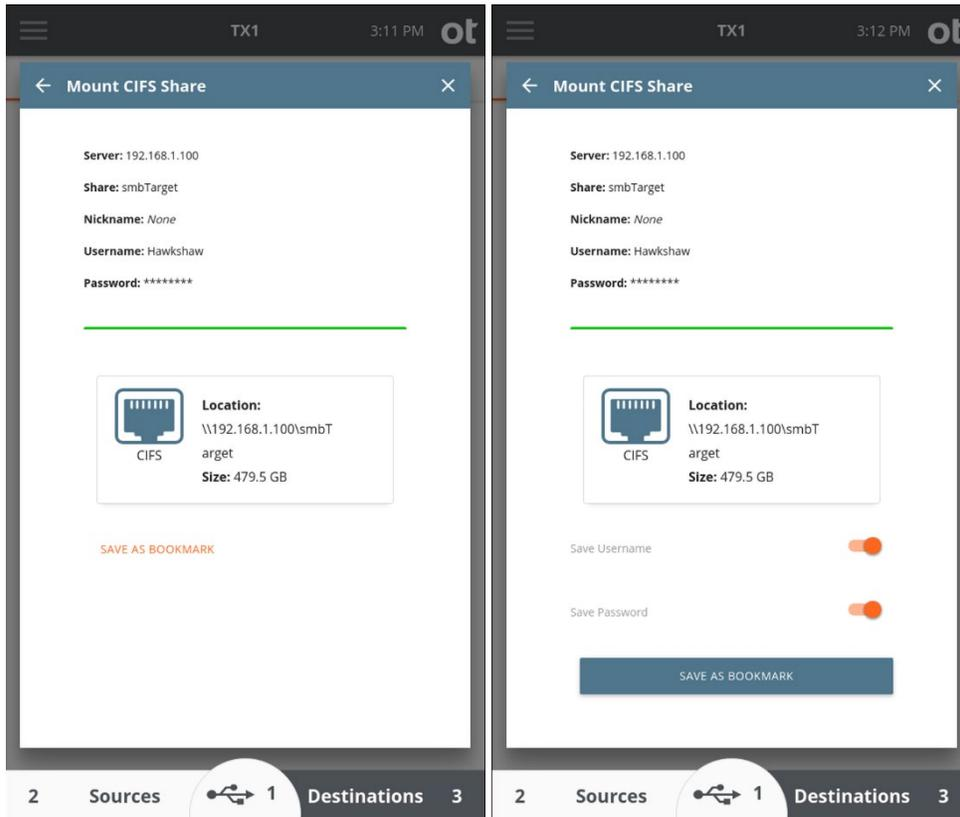 TX1
3:11 PM
ot
Mount CIFS Share
Server: 192.168.1.100
Share: smbTarget
Nickname: None
Username: Hawkshaw
Password: ********
CIFS
Location:
\\192.168.1.100\smbT
arget
Size: 479.5 GB
SAVE AS BOOKMARK
2 Sources
1
Destinations 3
TX1
3:12 PM
ot
Mount CIFS Share
Server: 192.168.1.100
Share: smbTarget
Nickname: None
Username: Hawkshaw
Password: ********
CIFS
Location:
\\192.168.1.100\smbT
arget
Size: 479.5 GB
Save Username
Save Password
SAVE AS BOOKMARK
2 Sources
1
Destinations 3